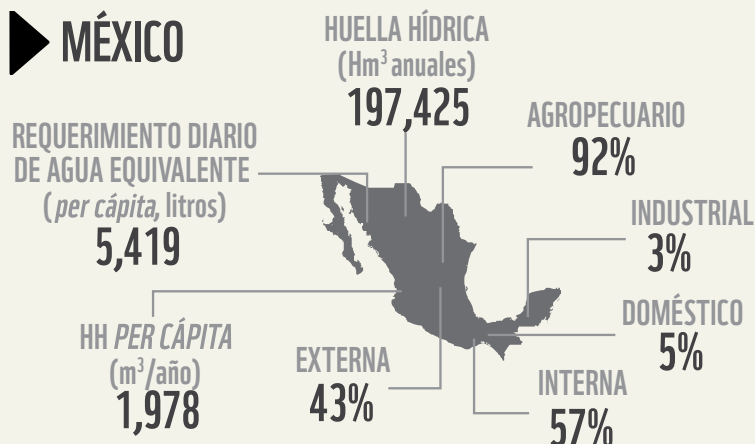 MÉXICO
HUELLA HÍDRICA
(Hm³ anuales)
197,425
REQUERIMIENTO DIARIO
DE AGUA EQUIVALENTE
(per cápita, litros)
5,419
AGROPECUARIO
92%
INDUSTRIAL
3%
DOMÉSTICO
5%
HH PER CÁPITA
(m³/año)
1,978
EXTERNA
43%
INTERNA
57%